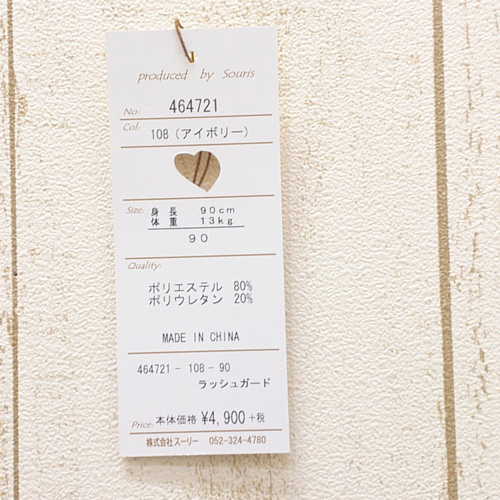 produced by Souris
No: 464721
Col: 108 (アイボリー)
Size: 身長 90cm
体重 13kg
90
Quality:
ポリエステル 80%
ポリウレタン 20%
MADE IN CHINA
464721 - 108 - 90
ラッシュガード
Price: 本体価格 ¥4,900 +税
株式会社スーリー 052-324-4780